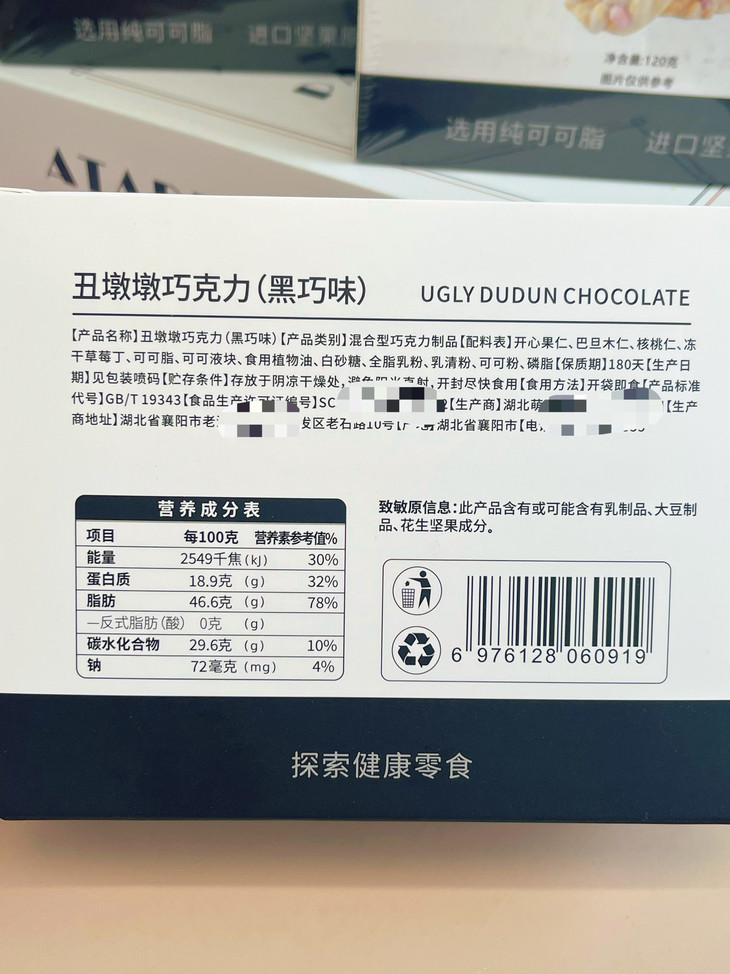 选用纯可可脂 进口坚果
净含量:120克
图片仅供参考
选用纯可可脂 进口坚
ATAR
丑墩墩巧克力(黑巧味) UGLY DUDUN CHOCOLATE
【产品名称】丑墩墩巧克力(黑巧味)【产品类别】混合型巧克力制品【配料表】开心果仁、巴旦木仁、核桃仁、冻
干草莓丁、可可脂、可可液块、食用植物油、白砂糖、全脂乳粉、乳清粉、可可粉、磷脂【保质期】180天【生产日
期】见包装喷码【贮存条件】存放于阴凉干燥处,避免阳光直射,开封尽快食用【食用方法】开袋即食【产品标准
代号】GB/T 19343【食品生产许可证编号】SC 【生产商】湖北萌 【生产
商地址】湖北省襄阳市老 发区老石路10号【产 】湖北省襄阳市【电
营养成分表
项目 每100克 营养素参考值%
能量 2549千焦(kJ) 30%
蛋白质 18.9克 (g) 32%
脂肪 46.6克 (g) 78%
—反式脂肪(酸) 0克 (g)
碳水化合物 29.6克 (g) 10%
钠 72毫克(mg) 4%
致敏原信息:此产品含有或可能含有乳制品、大豆制
品、花生坚果成分。
6 976128 060919
探索健康零食